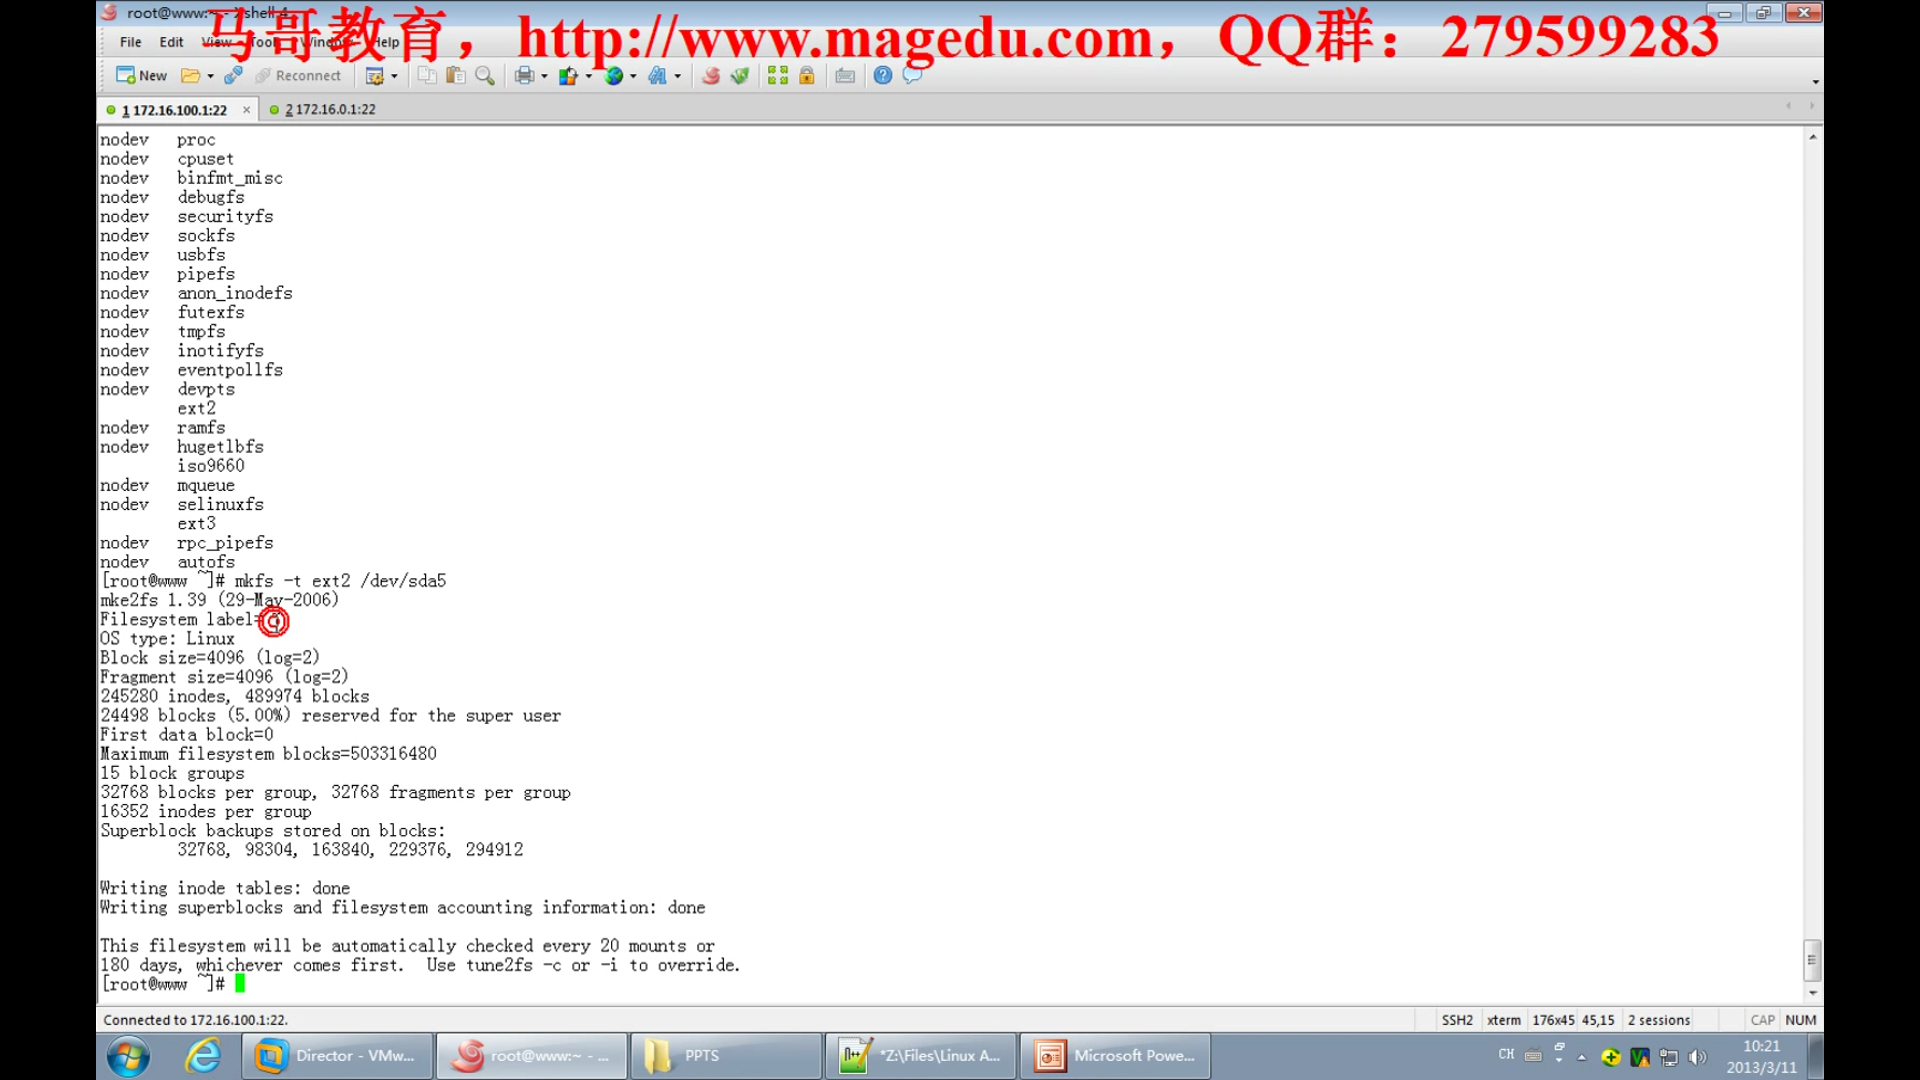 root@www:~ - Xshell 4
马哥教育，http://www.magedu.com，QQ群：279599283
File Edit View Tools Window Help
New Reconnect
1 172.16.100.1:22 2 172.16.0.1:22
nodev proc
nodev cpuset
nodev binfmt_misc
nodev debugfs
nodev securityfs
nodev sockfs
nodev usbfs
nodev pipefs
nodev anon_inodefs
nodev futexfs
nodev tmpfs
nodev inotifyfs
nodev eventpollfs
nodev devpts
ext2
nodev ramfs
nodev hugetlbfs
iso9660
nodev mqueue
nodev selinuxfs
ext3
nodev rpc_pipefs
nodev autofs
[root@www ~]# mkfs -t ext2 /dev/sda5
mke2fs 1.39 (29-May-2006)
Filesystem label=
OS type: Linux
Block size=4096 (log=2)
Fragment size=4096 (log=2)
245280 inodes, 489974 blocks
24498 blocks (5.00%) reserved for the super user
First data block=0
Maximum filesystem blocks=503316480
15 block groups
32768 blocks per group, 32768 fragments per group
16352 inodes per group
Superblock backups stored on blocks:
32768, 98304, 163840, 229376, 294912
Writing inode tables: done
Writing superblocks and filesystem accounting information: done
This filesystem will be automatically checked every 20 mounts or
180 days, whichever comes first. Use tune2fs -c or -i to override.
[root@www ~]#
Connected to 172.16.100.1:22. SSH2 xterm 176x45 45,15 2 sessions CAP NUM
Director - VMw... root@www:~ - ... PPTS *Z:\Files\Linux A... Microsoft Powe... CH 10:21
2013/3/11